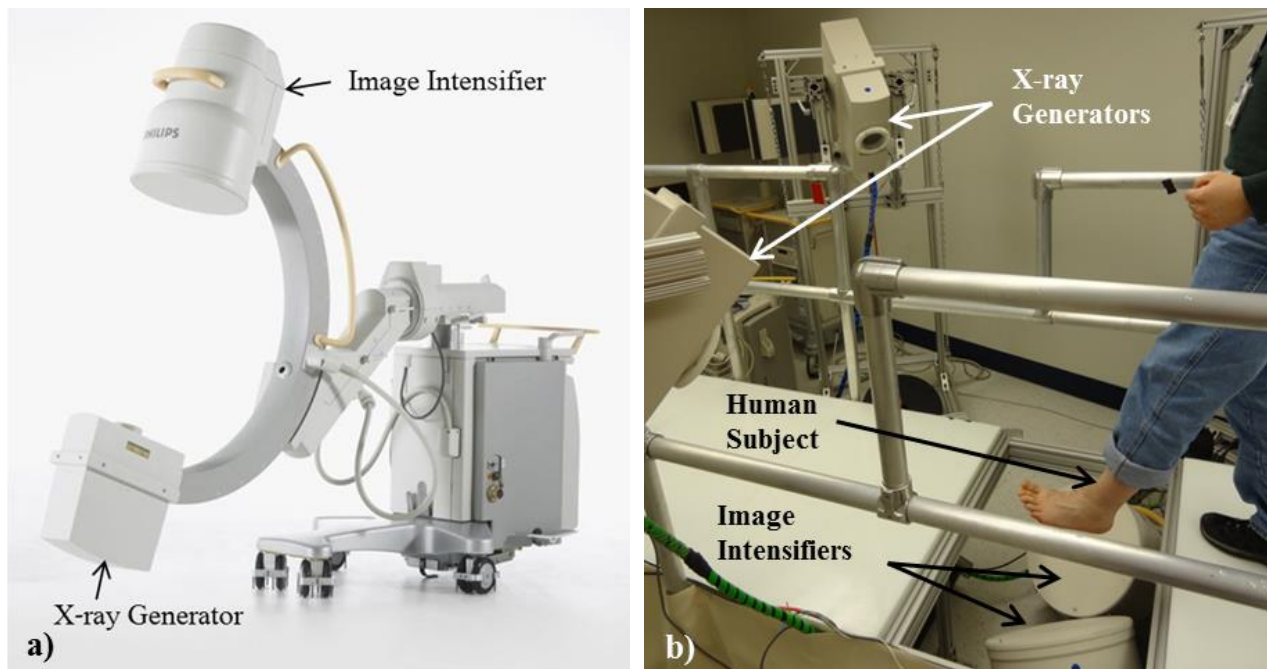 Image Intensifier
PHILIPS
X-ray Generator
a)
X-ray
Generators
Human
Subject
Image
Intensifiers
b)